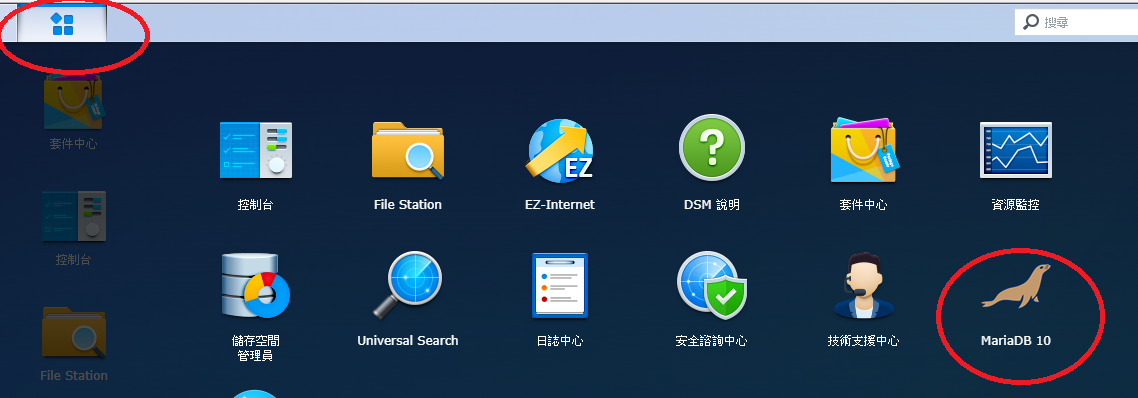 搜尋
套件中心
控制台
File Station
控制台
File Station
EZ
EZ-Internet
?
DSM 說明
套件中心
資源監控
儲存空間
管理員
Universal Search
日誌中心
安全諮詢中心
技術支援中心
MariaDB 10